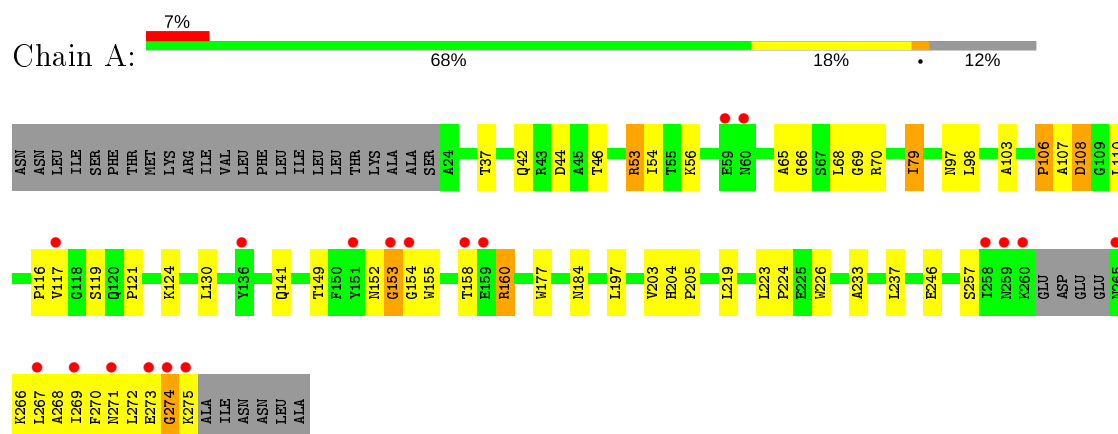 7%
Chain A:
68% 18% • 12%
ASN ASN LEU ILE SER PHE THR MET LYS ARG ILE VAL LEU PHE LEU ILE LEU LEU THR LYS ALA ALA SER A24 T37 Q42 R43 D44 A45 T46 R53 I54 T55 K56 E59 N60 A65 G66 S67 L68 G69 R70 I79 N97 L98 A103 P106 A107 D108 G109 L110
P116 V117 G118 S119 Q120 P121 K124 L130 Y136 Q141 T149 F150 Y151 N152 G153 G154 W155 T158 E159 R160 W177 N184 L197 V203 H204 P205 L219 L223 P224 E225 W226 A233 L237 E246 S257 I258 N259 K260 GLU ASP GLU GLU N265
K266 L267 A268 I269 F270 N271 L272 E273 G274 K275 ALA ILE ASN ASN LEU ALA